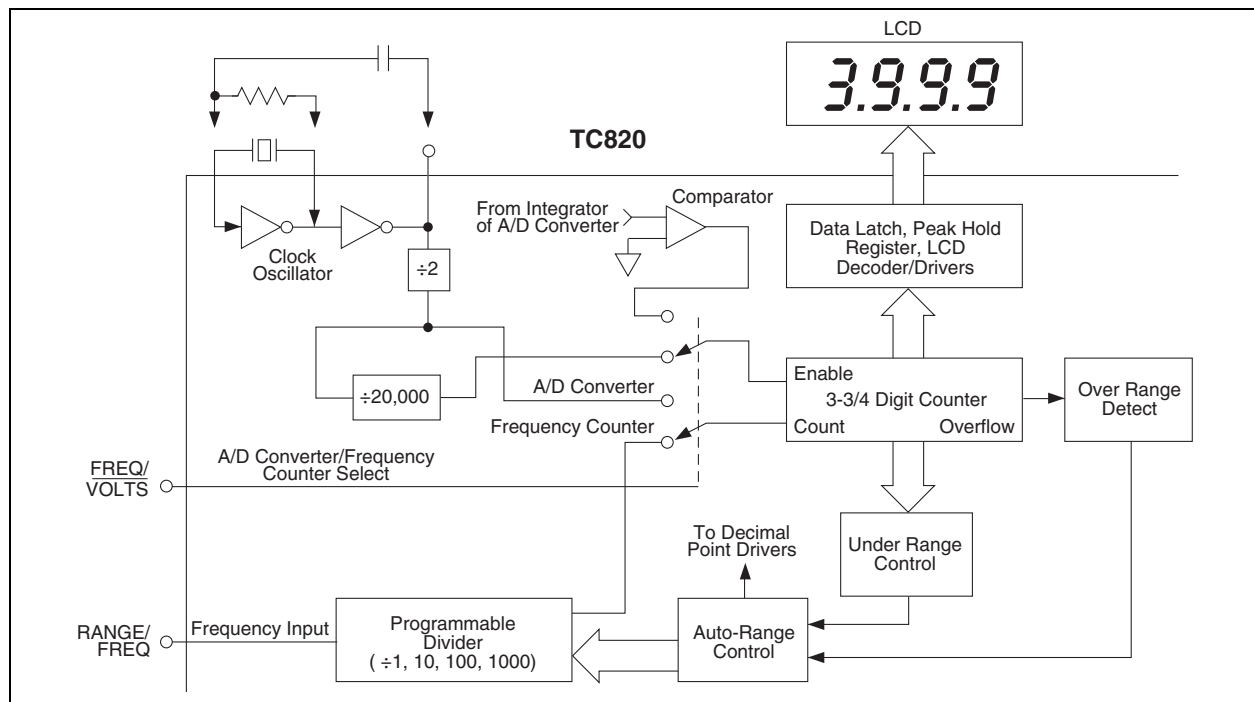 LCD
3.9.9.9
TC820
Comparator
From Integrator
of A/D Converter
Data Latch, Peak Hold
Register, LCD
Decoder/Drivers
Clock
Oscillator
÷2
÷20,000
A/D Converter
Frequency Counter
Enable
3-3/4 Digit Counter
Count
Overflow
Over Range
Detect
FREQ/
VOLTS
A/D Converter/Frequency
Counter Select
To Decimal
Point Drivers
Under Range
Control
RANGE/
FREQ
Frequency Input
Programmable
Divider
( ÷1, 10, 100, 1000)
Auto-Range
Control